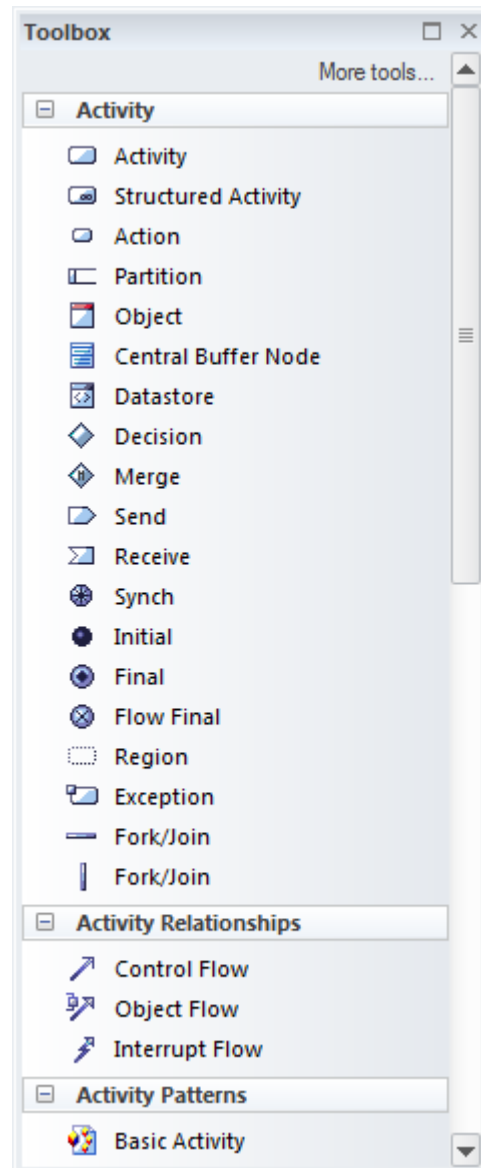 Toolbox
More tools...
Activity
Activity
Structured Activity
Action
Partition
Object
Central Buffer Node
Datastore
Decision
Merge
Send
Receive
Synch
Initial
Final
Flow Final
Region
Exception
Fork/Join
Fork/Join
Activity Relationships
Control Flow
Object Flow
Interrupt Flow
Activity Patterns
Basic Activity